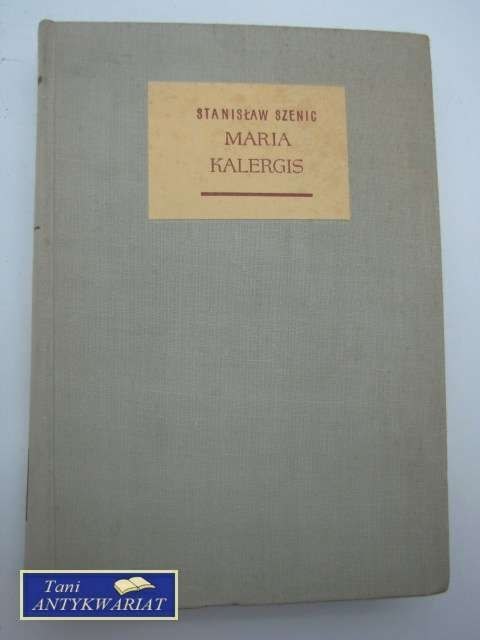 STANISŁAW SZENIC
MARIA
KALERGIS
Tani
ANTYKWARIAT